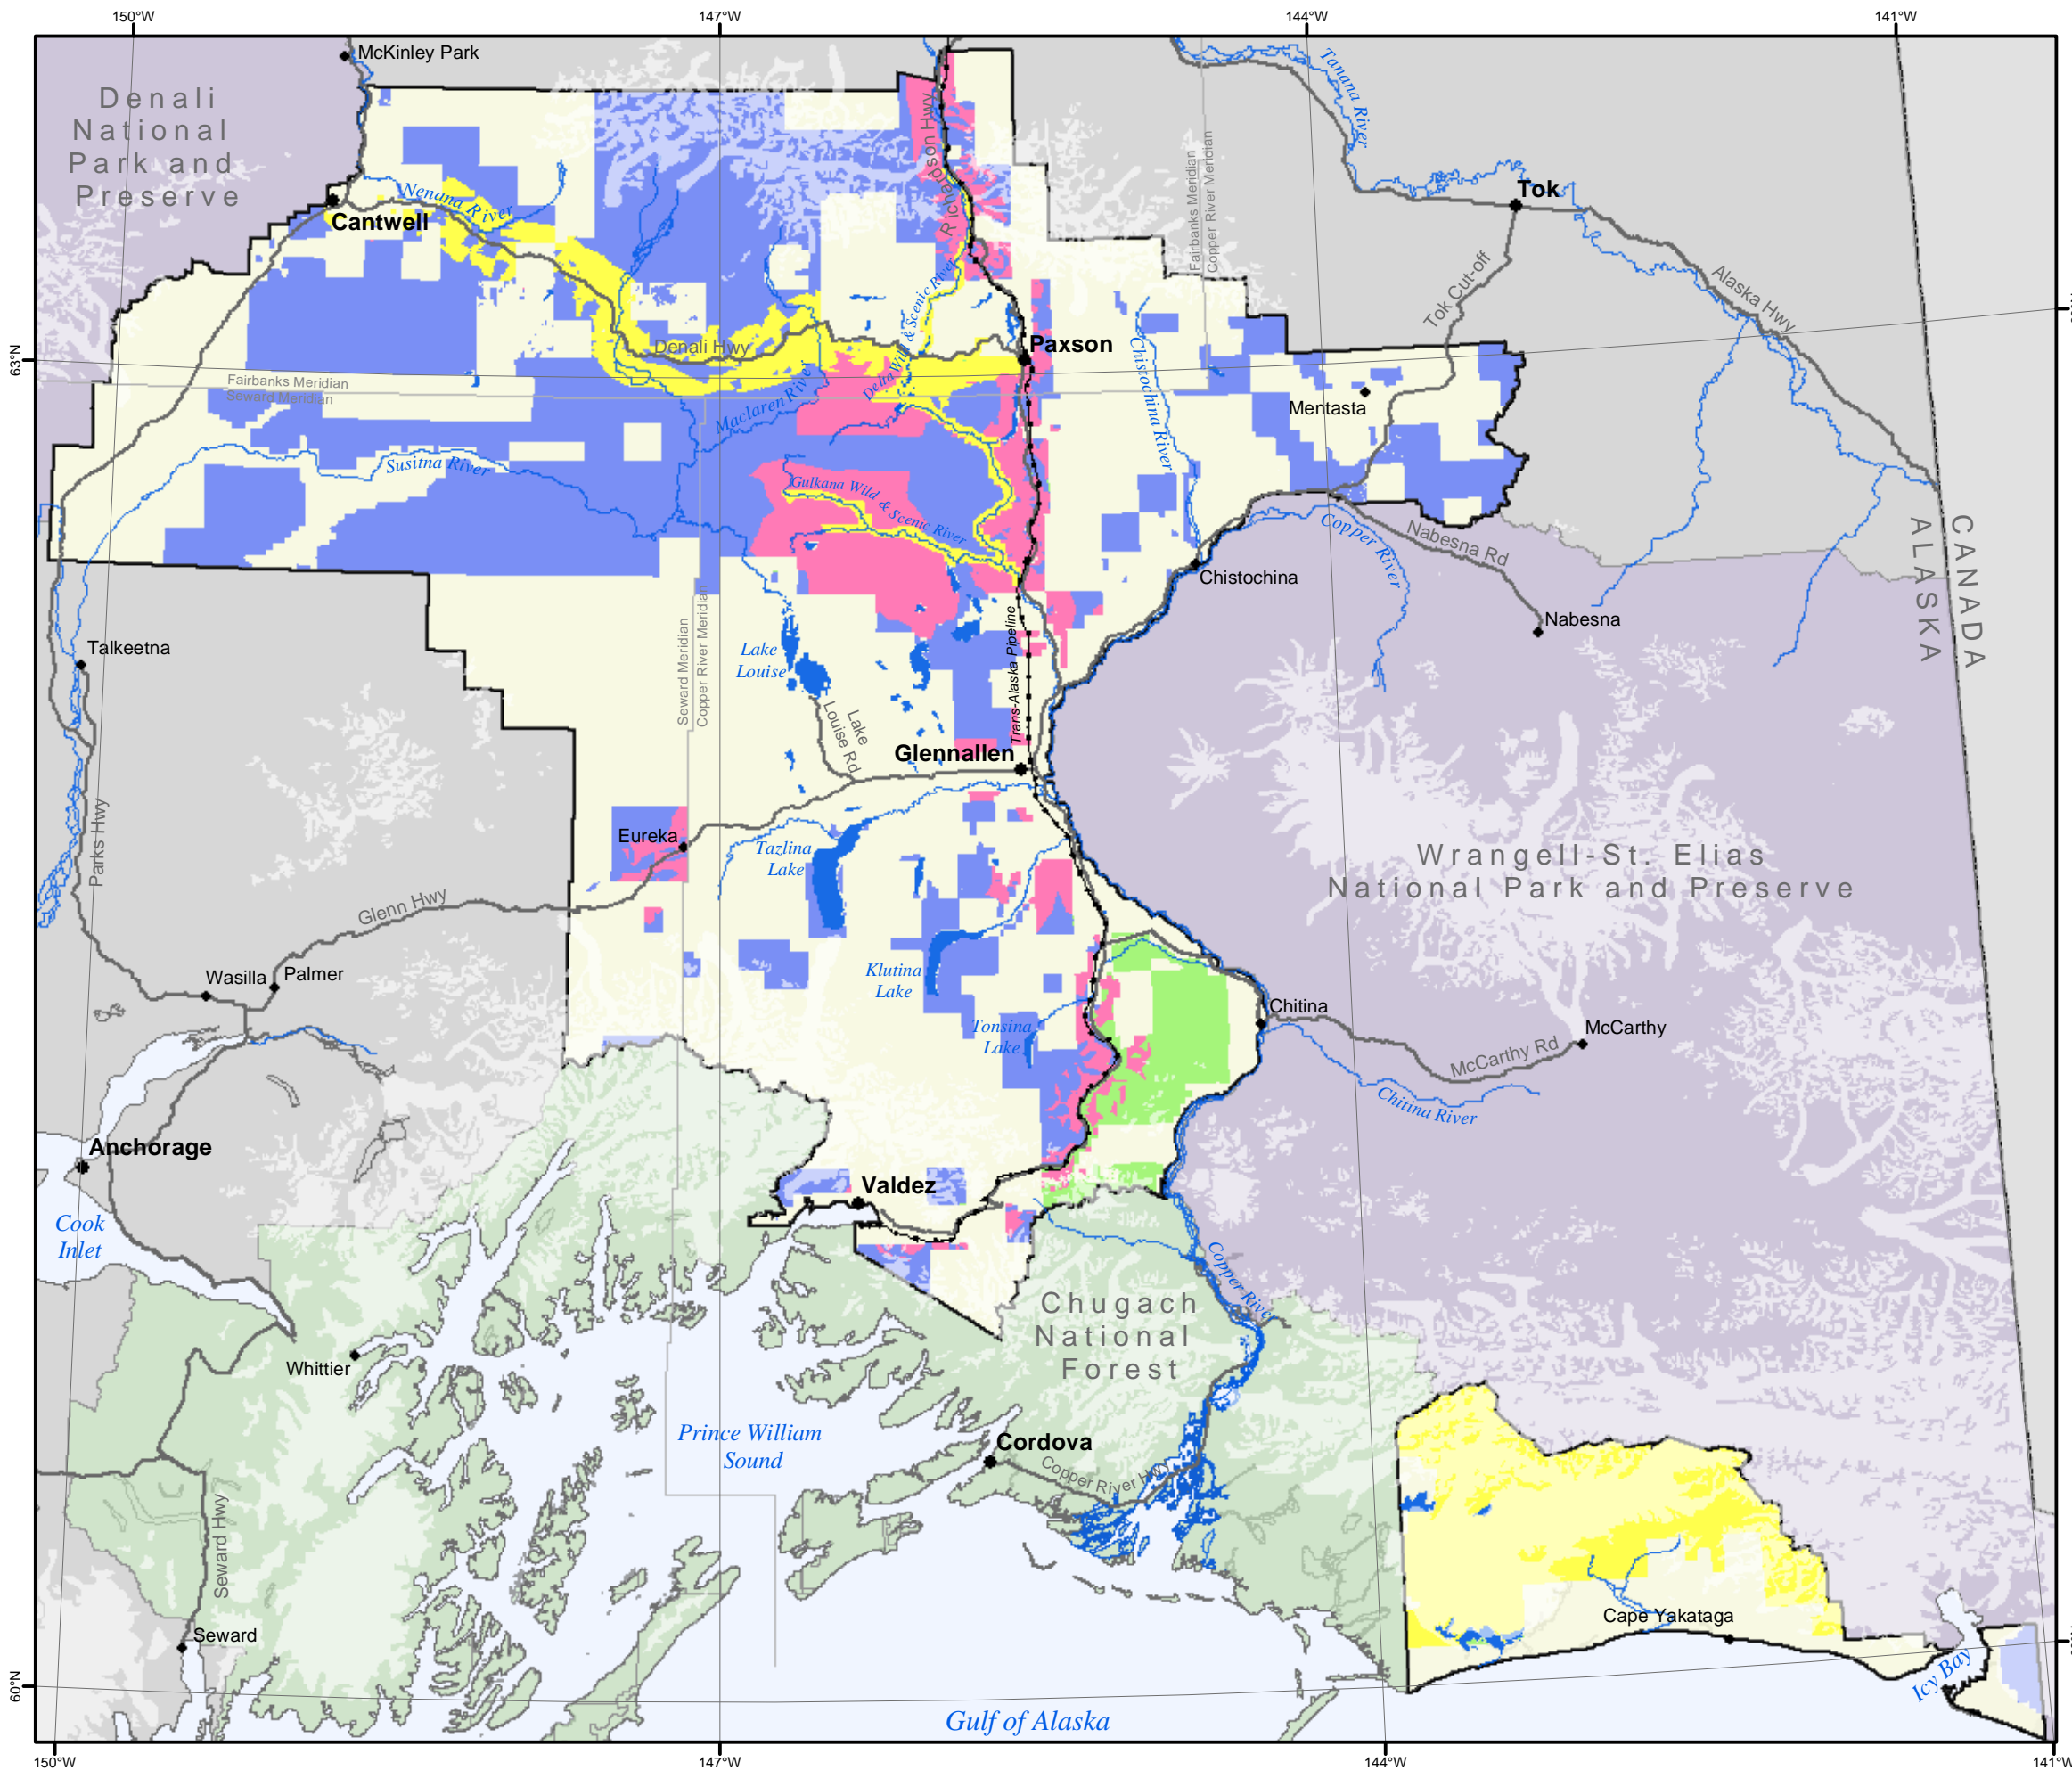 150°W
147°W
144°W
141°W
McKinley Park
Denali
National
Park and
Preserve
Tanana River
Richardson Hwy
Fairbanks Meridian
Copper River Meridian
Nenana River
Cantwell
Tok
Tok Cut-off
Alaska Hwy
Delta Wild & Scenic River
63°N
Denali Hwy
Paxson
Chistochina River
Fairbanks Meridian
Seward Meridian
Maclaren River
Mentasta
Susitna River
Gulkana Wild & Scenic River
Copper River
Nabesna Rd
CANADA
ALASKA
Chistochina
Nabesna
Talkeetna
Lake
Louise
Seward Meridian
Copper River Meridian
Trans-Alaska Pipeline
Lake
Louise Rd
Glennallen
Parks Hwy
Eureka
Tazlina
Lake
Wrangell-St. Elias
National Park and Preserve
Glenn Hwy
Wasilla
Palmer
Klutina
Lake
Chitina
Tonsina
Lake
McCarthy
McCarthy Rd
Chitina River
Anchorage
Valdez
Cook
Inlet
Copper River
Chugach
National
Forest
Whittier
Prince William
Sound
Cordova
Copper River Hwy
Seward Hwy
Cape Yakataga
Seward
Icy Bay
60°N
Gulf of Alaska
150°W
147°W
144°W
141°W